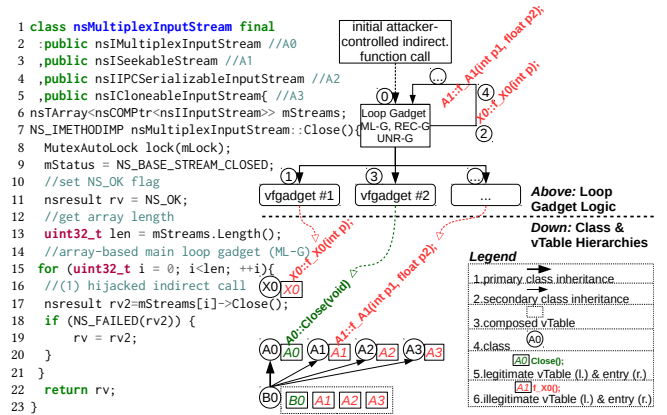 1 class nsMultiplexInputStream final
2 :public nsIMultiplexInputStream //A0
3 ,public nsISeekableStream //A1
4 ,public nsIIPCSerializableInputStream //A2
5 ,public nsICloneableInputStream{ //A3
6 nsTArray<nsCOMPtr<nsIInputStream>> mStreams;
7 NS_IMETHODIMP nsMultiplexInputStream::Close(){
8 MutexAutoLock lock(mLock);
9 mStatus = NS_BASE_STREAM_CLOSED;
10 //set NS_OK flag
11 nsresult rv = NS_OK;
12 //get array length
13 uint32_t len = mStreams.Length();
14 //array-based main loop gadget (ML-G)
15 for (uint32_t i = 0; i<len; ++i){
16 //(1) hijacked indirect call
17 nsresult rv2=mStreams[i]->Close();
18 if (NS_FAILED(rv2)) {
19 rv = rv2;
20 }
21 }
22 return rv;
23 }
initial attacker-
controlled indirect.
function call
...
A1::f_A1(int p1, float p2);
X0::f_X0(int p);
0
4
2
Loop Gadget
ML-G, REC-G
UNR-G
1
3
...
vfgadget #1
vfgadget #2
...
Above: Loop
Gadget Logic
Down: Class &
vTable Hierarchies
X0::f_X0(int p);
A0::Close(void)
A1::f_A1(int p1, float p2);
X0 X0
A0 A0 A1 A1 A2 A2 A3 A3
B0 B0 A1 A2 A3
Legend
1.primary class inheritance
2.secondary class inheritance
3.composed vTable
A0
4.class
A0 Close();
5.legitimate vTable (l.) & entry (r.)
A1 f_X0();
6.illegitimate vTable (l.) & entry (r.)